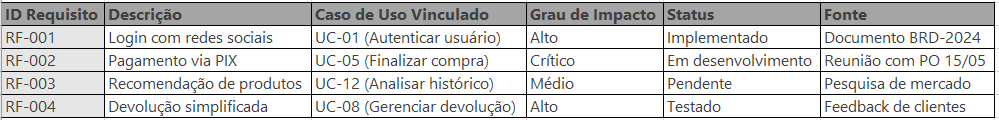 ID Requisito Descrição Caso de Uso Vinculado Grau de Impacto Status Fonte
RF-001 Login com redes sociais UC-01 (Autenticar usuário) Alto Implementado Documento BRD-2024
RF-002 Pagamento via PIX UC-05 (Finalizar compra) Crítico Em desenvolvimento Reunião com PO 15/05
RF-003 Recomendação de produtos UC-12 (Analisar histórico) Médio Pendente Pesquisa de mercado
RF-004 Devolução simplificada UC-08 (Gerenciar devolução) Alto Testado Feedback de clientes